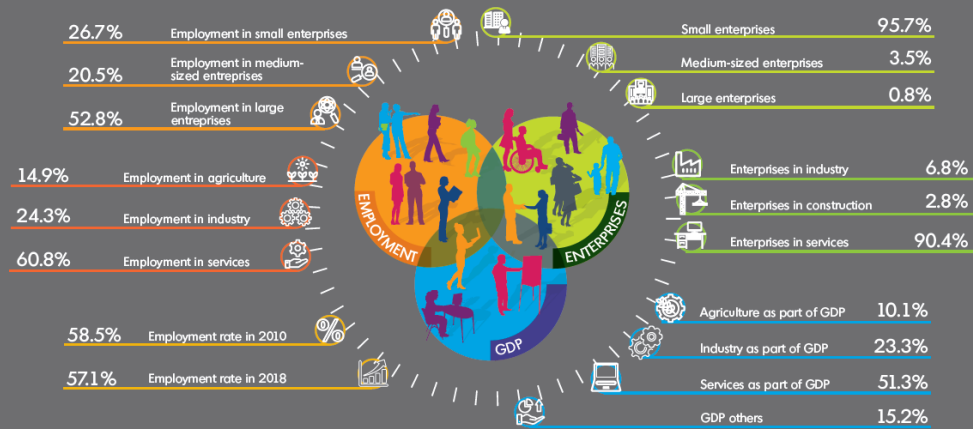 26.7% Employment in small enterprises
20.5% Employment in medium-
sized entreprises
52.8% Employment in large
entreprises
14.9% Employment in agriculture
24.3% Employment in industry
60.8% Employment in services
58.5% Employment rate in 2010
57.1% Employment rate in 2018
EMPLOYMENT
ENTERPRISES
GDP
Small enterprises 95.7%
Medium-sized enterprises 3.5%
Large enterprises 0.8%
Enterprises in industry 6.8%
Enterprises in construction 2.8%
Enterprises in services 90.4%
Agriculture as part of GDP 10.1%
Industry as part of GDP 23.3%
Services as part of GDP 51.3%
GDP others 15.2%